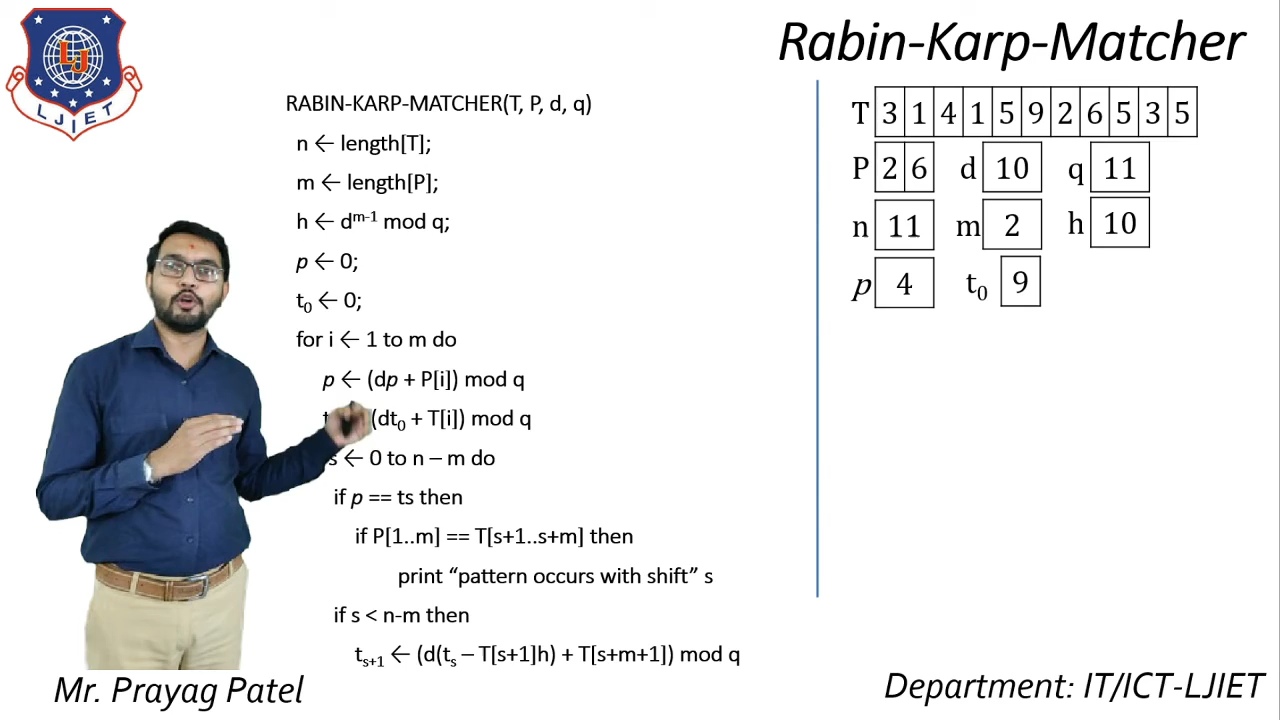 LJ
LJIET
Rabin-Karp-Matcher
RABIN-KARP-MATCHER(T, P, d, q)
n ← length[T];
m ← length[P];
h ← dᵐ⁻¹ mod q;
p ← 0;
t₀ ← 0;
for i ← 1 to m do
p ← (dp + P[i]) mod q
t (dt₀ + T[i]) mod q
s ← 0 to n – m do
if p == ts then
if P[1..m] == T[s+1..s+m] then
print “pattern occurs with shift” s
if s < n-m then
tₛ₊₁ ← (d(tₛ – T[s+1]h) + T[s+m+1]) mod q
T 3 1 4 1 5 9 2 6 5 3 5
P 2 6 d 10 q 11
n 11 m 2 h 10
p 4 t₀ 9
Mr. Prayag Patel
Department: IT/ICT-LJIET